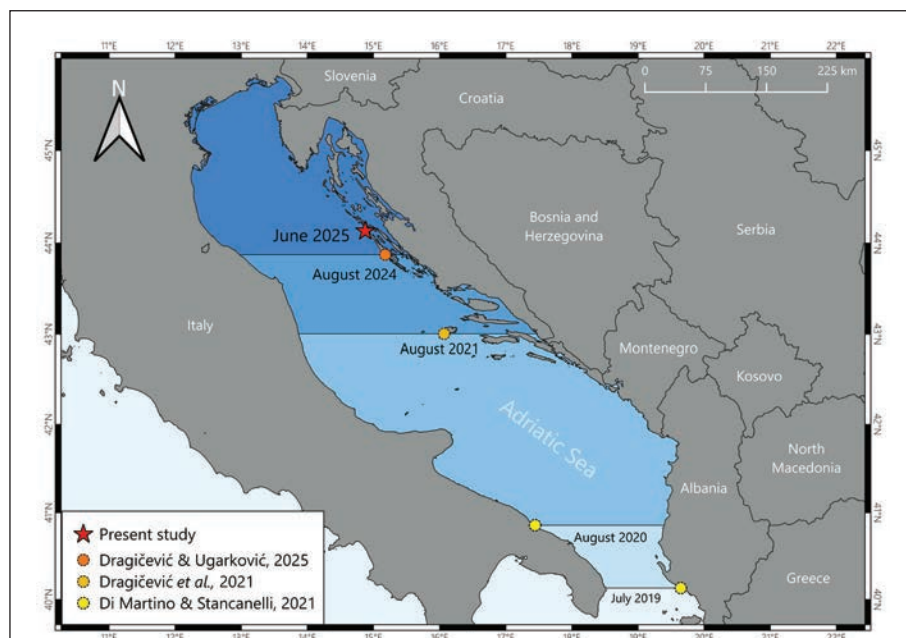 11°E 12°E 13°E 14°E 15°E 16°E 17°E 18°E 19°E 20°E 21°E 22°E
N
Slovenia
0 75 150 225 km
Croatia
45°N 45°N
Bosnia and
Herzegovina
Serbia
June 2025
44°N 44°N
August 2024
Italy
43°N 43°N
August 2021
Montenegro
Kosovo
42°N 42°N
Adriatic Sea
North
Macedonia
Albania
41°N 41°N
August 2020
Greece
July 2019
40°N 40°N
Present study
Dragičević & Ugarković, 2025
Dragičević et al., 2021
Di Martino & Stancanelli, 2021
11°E 12°E 13°E 14°E 15°E 16°E 17°E 18°E 19°E 20°E 21°E 22°E